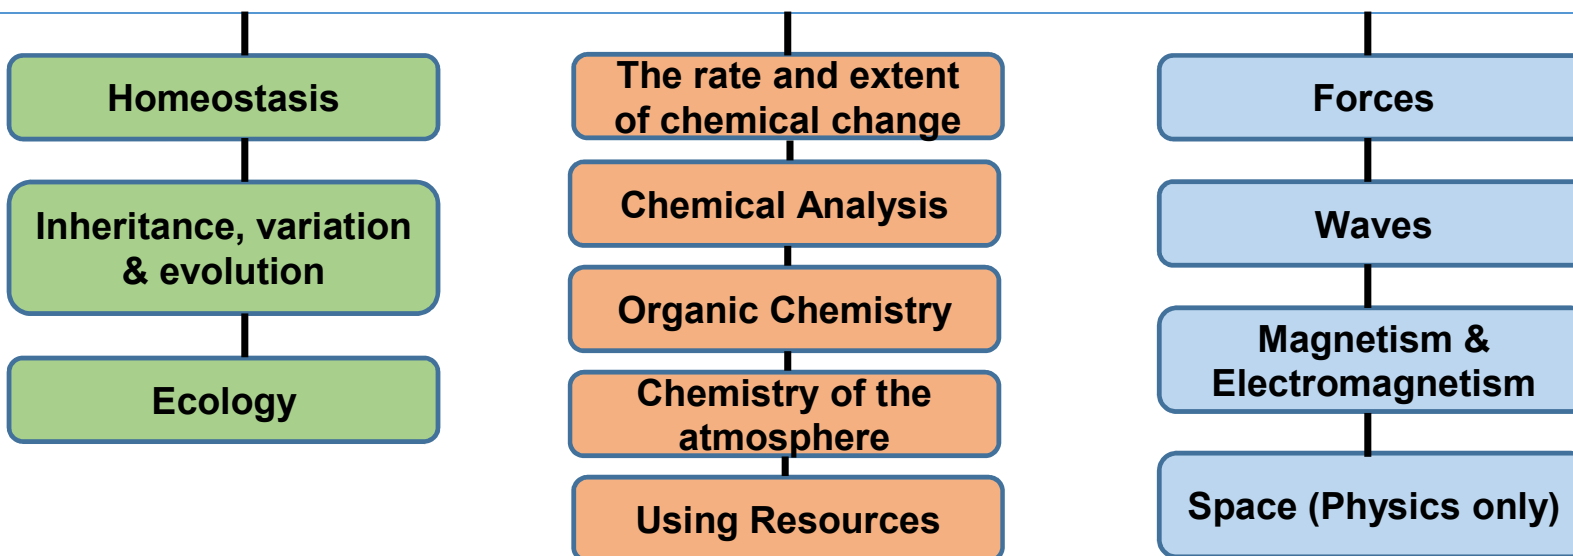 Homeostasis
Inheritance, variation
& evolution
Ecology
The rate and extent
of chemical change
Chemical Analysis
Organic Chemistry
Chemistry of the
atmosphere
Using Resources
Forces
Waves
Magnetism &
Electromagnetism
Space (Physics only)